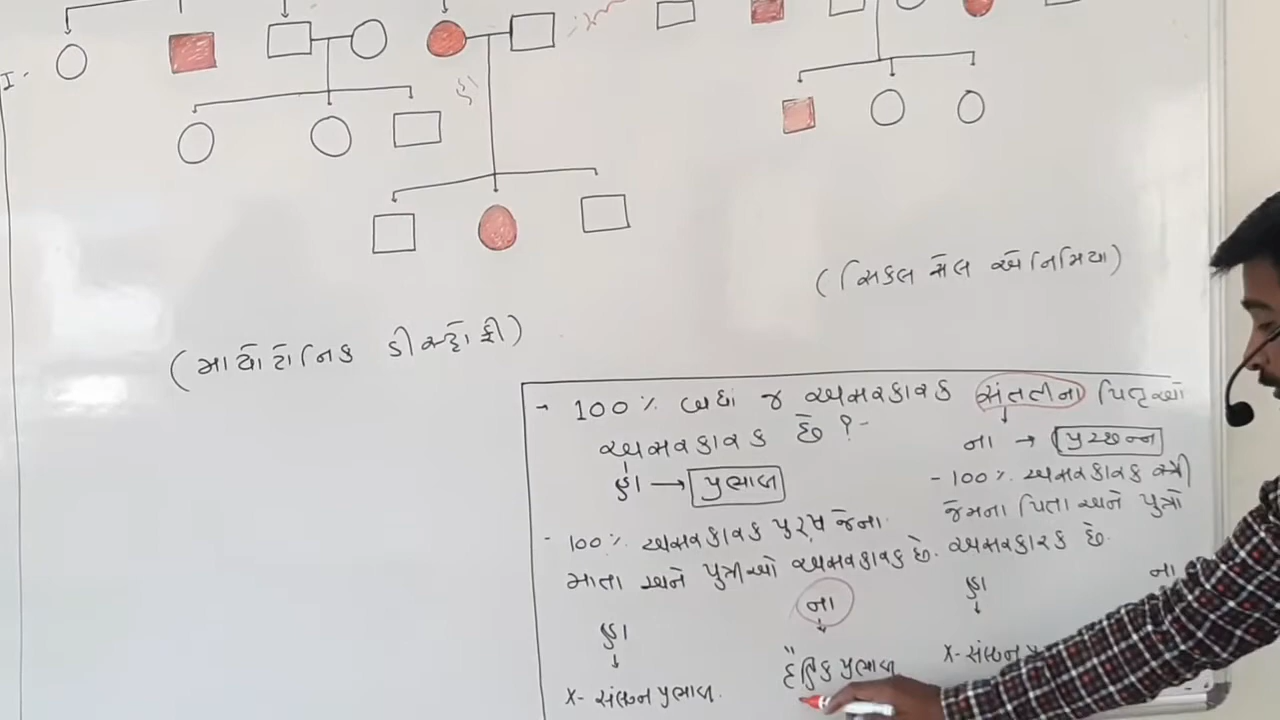 I-
(માયોટોનિક ડીસ્ટ્રોફી)
(સિકલ સેલ એનિમિયા)
- 100 % બધાં જ અસરકારક સંતતીના પિતૃઓ
અસરકારક છે ?-
હા → પ્રભાવી
ના → પ્રચ્છન્ન
- 100 % અસરકારક પુરુષ જેના
માતા અને પુત્રીઓ અસરકારક છે.
હા
ના
X- સંલગ્ન પ્રભાવી.
દૈહિક પ્રભાવી
- 100 % અસરકારક સ્ત્રી
જેમના પિતા અને પુત્રો
અસરકારક છે.
હા
ના
X- સંલગ્ન